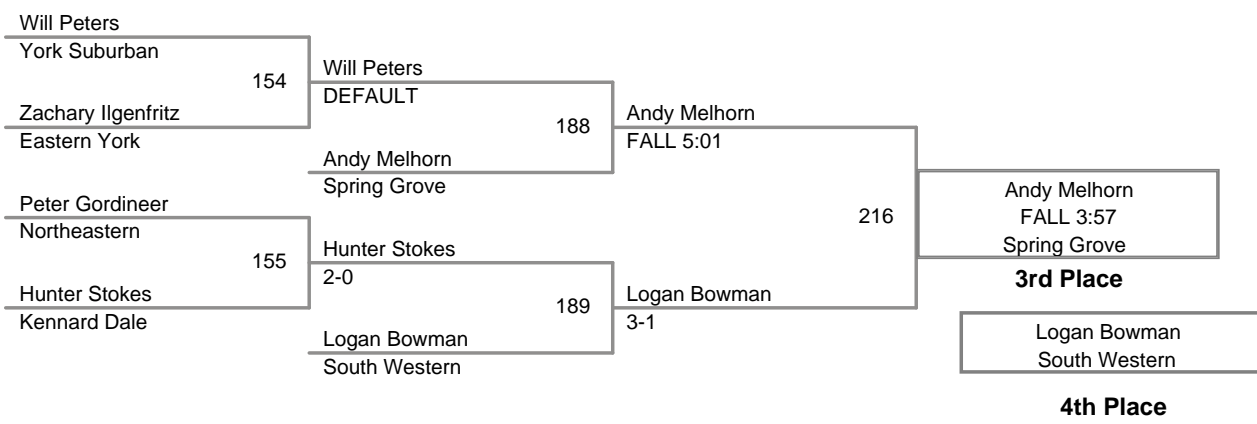 Will Peters
York Suburban
154
Zachary Ilgenfritz
Eastern York
Peter Gordineer
Northeastern
155
Hunter Stokes
Kennard Dale
Will Peters
DEFAULT
188
Andy Melhorn
Spring Grove
Hunter Stokes
2-0
189
Logan Bowman
South Western
Andy Melhorn
FALL 5:01
216
Logan Bowman
3-1
Andy Melhorn
FALL 3:57
Spring Grove
3rd Place
Logan Bowman
South Western
4th Place